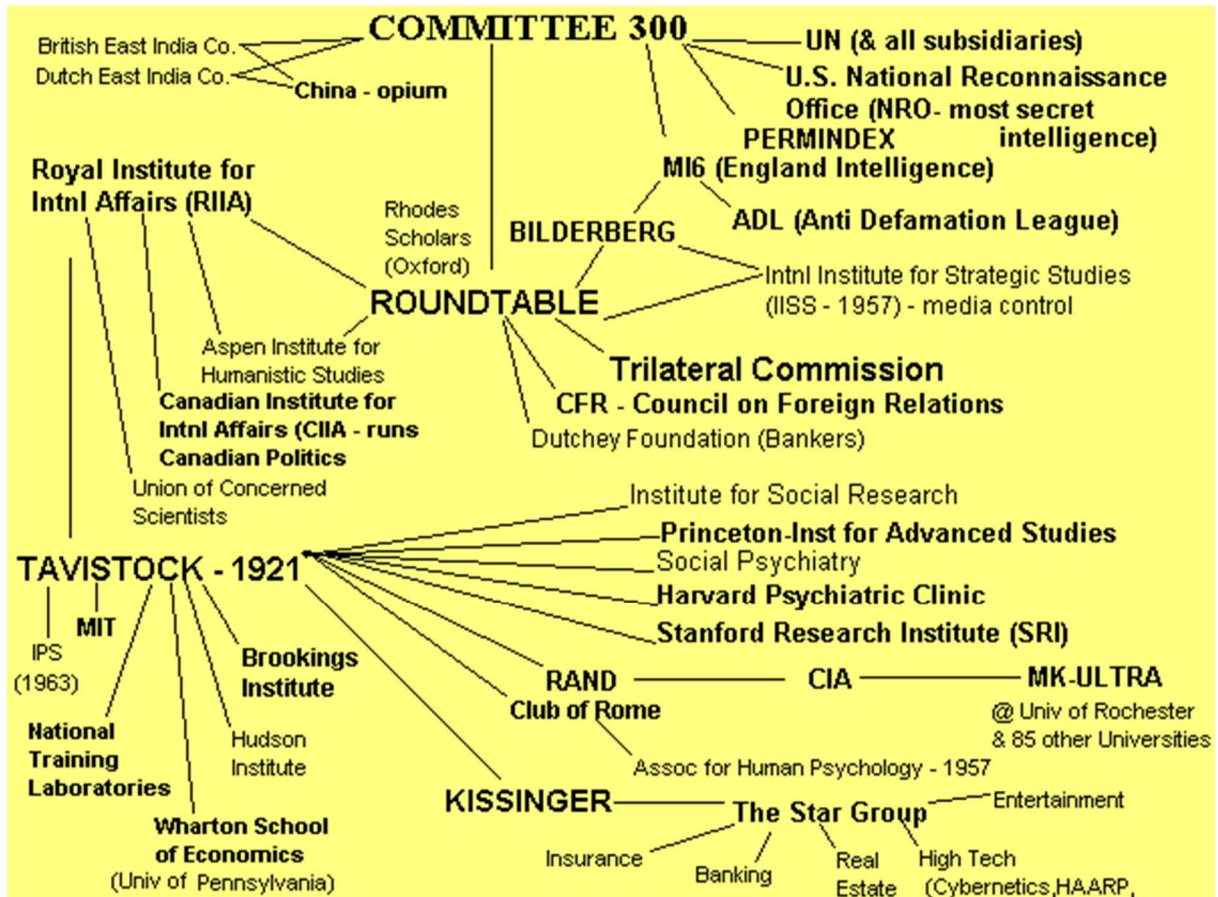 COMMITTEE 300
British East India Co.
Dutch East India Co.
China - opium
UN (& all subsidiaries)
U.S. National Reconnaissance
Office (NRO- most secret
intelligence)
PERMINDEX
MI6 (England Intelligence)
ADL (Anti Defamation League)
Royal Institute for
Intnl Affairs (RIIA)
Rhodes
Scholars
(Oxford)
BILDERBERG
Intnl Institute for Strategic Studies
(IISS - 1957) - media control
ROUNDTABLE
Aspen Institute for
Humanistic Studies
Trilateral Commission
CFR - Council on Foreign Relations
Dutchey Foundation (Bankers)
Canadian Institute for
Intnl Affairs (CIIA - runs
Canadian Politics
Union of Concerned
Scientists
TAVISTOCK - 1921
Institute for Social Research
Princeton-Inst for Advanced Studies
Social Psychiatry
Harvard Psychiatric Clinic
Stanford Research Institute (SRI)
IPS
(1963)
MIT
Brookings
Institute
RAND
CIA
MK-ULTRA
@ Univ of Rochester
& 85 other Universities
Club of Rome
Assoc for Human Psychology - 1957
National
Training
Laboratories
Hudson
Institute
Wharton School
of Economics
(Univ of Pennsylvania)
KISSINGER
The Star Group
Entertainment
Insurance
Banking
Real
Estate
High Tech
(Cybernetics,HAARP,